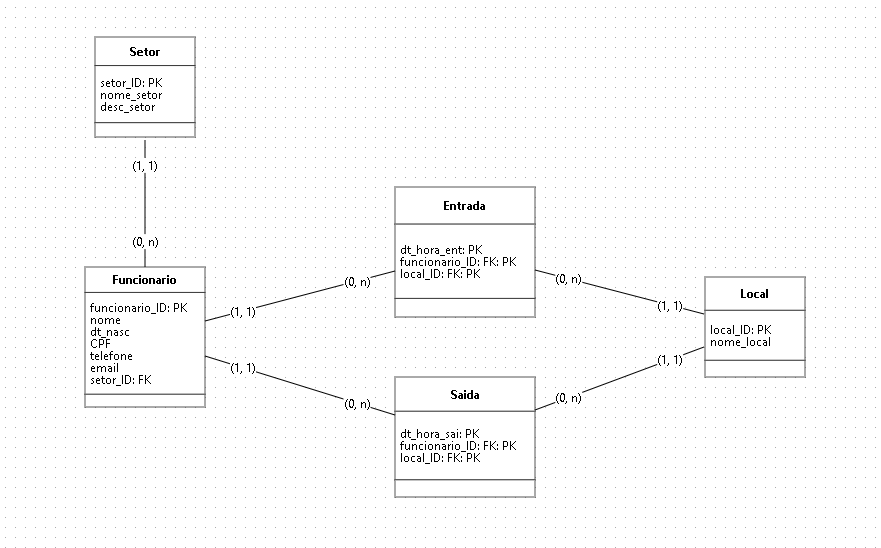 Setor
setor_ID: PK
nome_setor
desc_setor
(1, 1)
(0, n)
Funcionario
funcionario_ID: PK
nome
dt_nasc
CPF
telefone
email
setor_ID: FK
(1, 1)
(0, n)
(1, 1)
(0, n)
Entrada
dt_hora_ent: PK
funcionario_ID: FK: PK
local_ID: FK: PK
(0, n)
(1, 1)
Saida
dt_hora_sai: PK
funcionario_ID: FK: PK
local_ID: FK: PK
(0, n)
(1, 1)
Local
local_ID: PK
nome_local